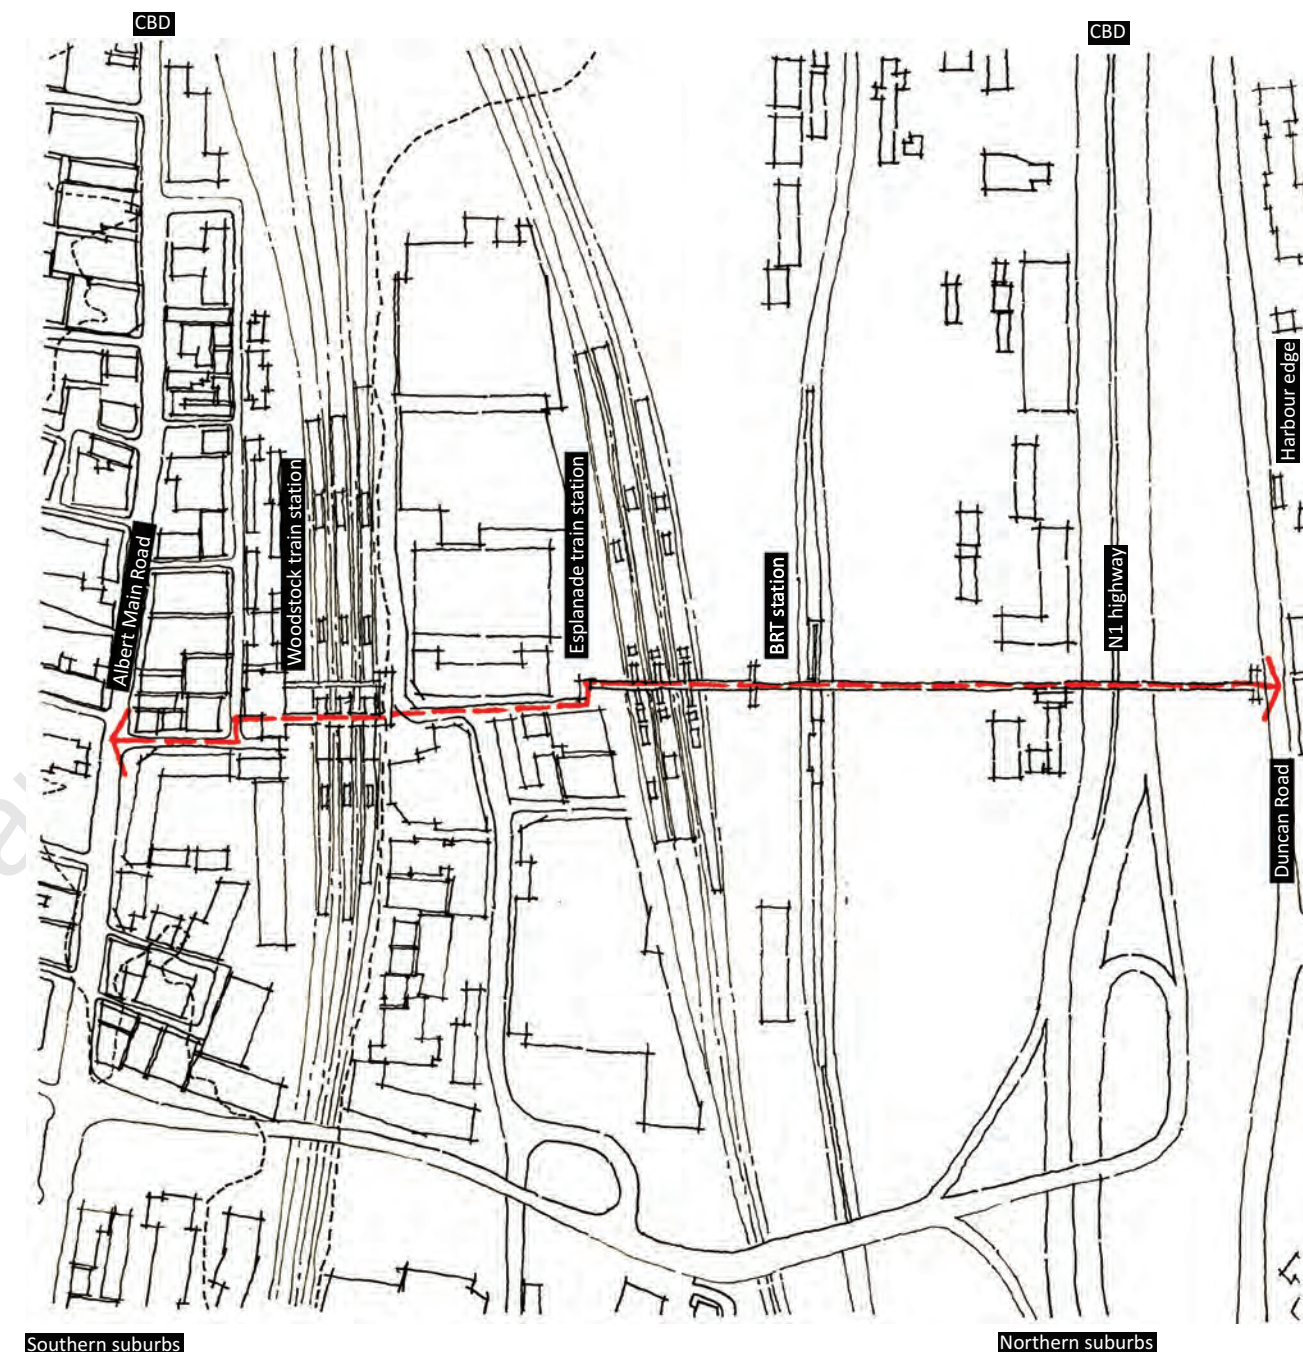 CBD
CBD
Harbour edge
Woodstock train station
Esplanade train station
Albert Main Road
BRT station
N1 highway
Duncan Road
Southern suburbs
Northern suburbs